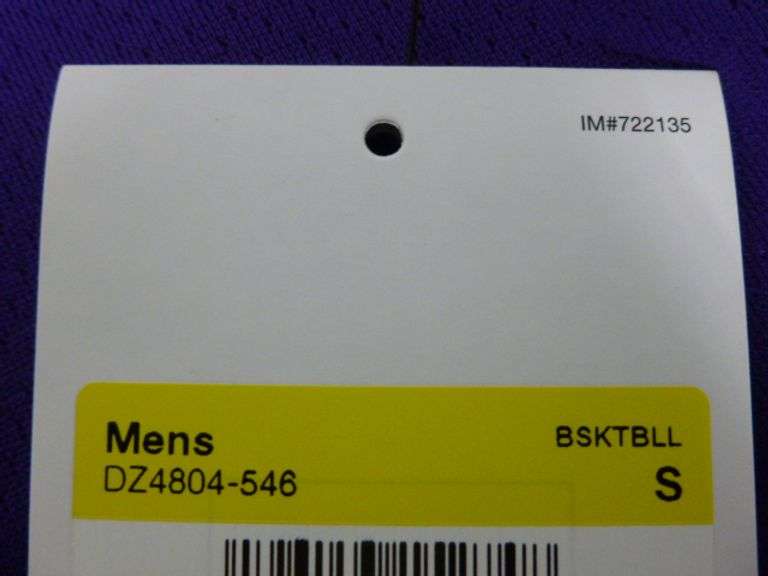 IM#722135
Mens
BSKTBLL
DZ4804-546
S